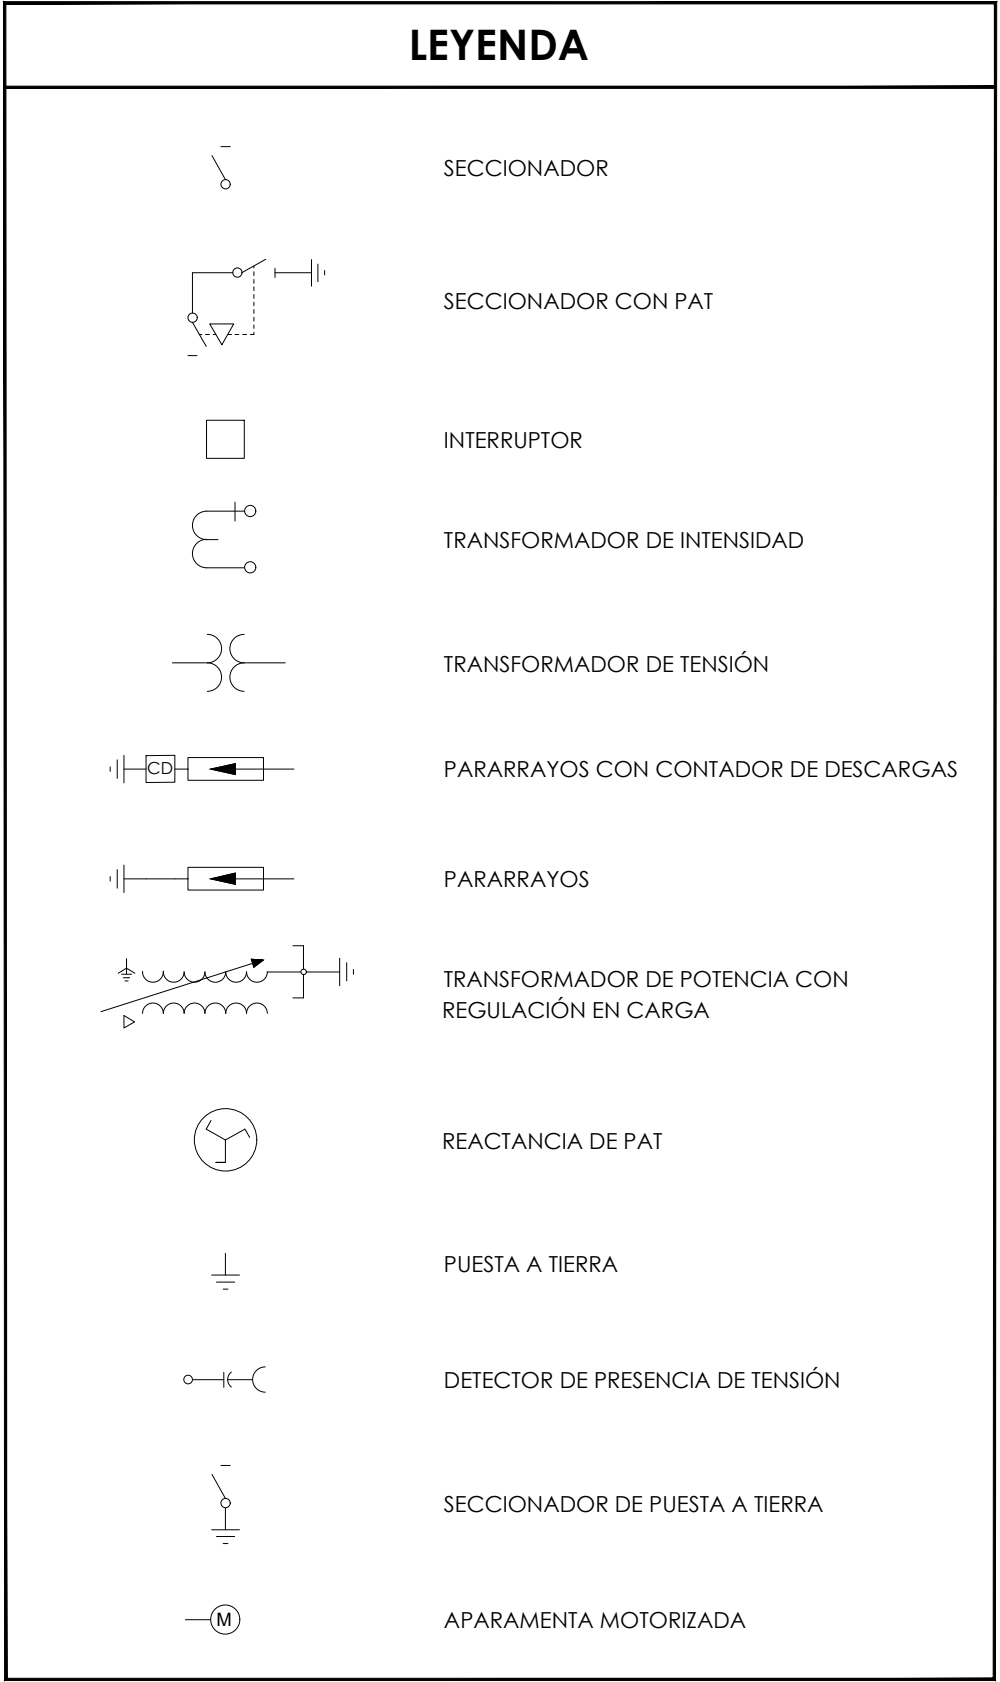 LEYENDA
SECCIONADOR
SECCIONADOR CON PAT
INTERRUPTOR
TRANSFORMADOR DE INTENSIDAD
TRANSFORMADOR DE TENSIÓN
CD
PARARRAYOS CON CONTADOR DE DESCARGAS
PARARRAYOS
TRANSFORMADOR DE POTENCIA CON
REGULACIÓN EN CARGA
REACTANCIA DE PAT
PUESTA A TIERRA
DETECTOR DE PRESENCIA DE TENSIÓN
SECCIONADOR DE PUESTA A TIERRA
M
APARAMENTA MOTORIZADA